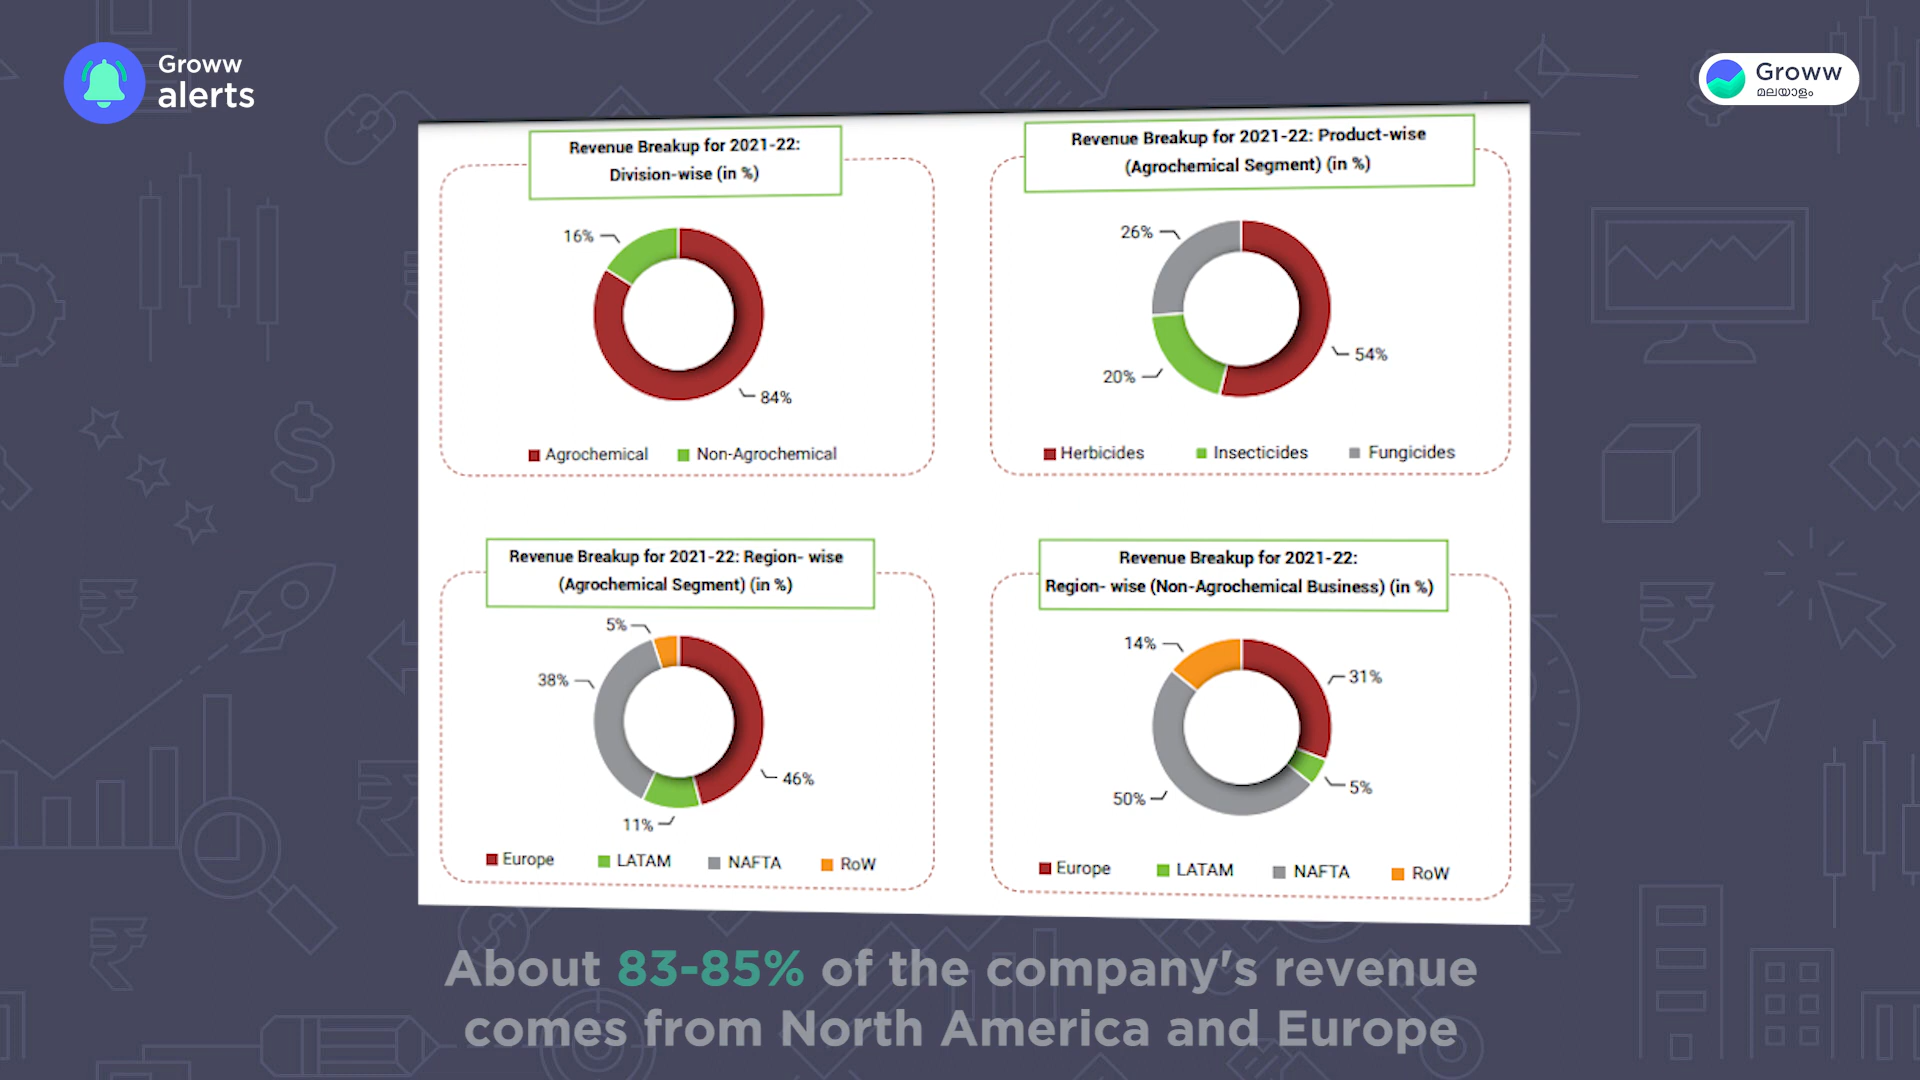 Groww
alerts
Groww
മലയാളം
Revenue Breakup for 2021-22:
Division-wise (in %)
16%
84%
Agrochemical
Non-Agrochemical
Revenue Breakup for 2021-22: Product-wise
(Agrochemical Segment) (in %)
26%
54%
20%
Herbicides
Insecticides
Fungicides
Revenue Breakup for 2021-22: Region- wise
(Agrochemical Segment) (in %)
5%
38%
46%
11%
Europe
LATAM
NAFTA
RoW
Revenue Breakup for 2021-22:
Region- wise (Non-Agrochemical Business) (in %)
14%
31%
5%
50%
Europe
LATAM
NAFTA
RoW
About 83-85% of the company's revenue
comes from North America and Europe